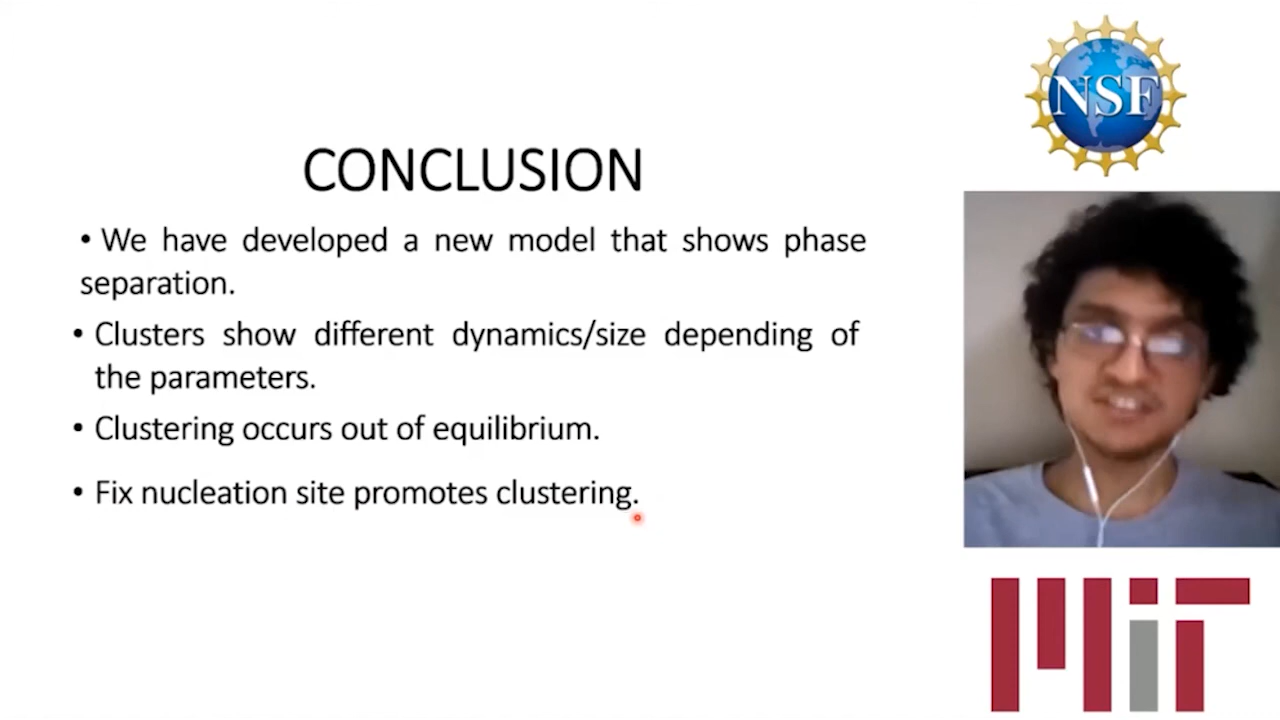 NSF
CONCLUSION
• We have developed a new model that shows phase
separation.
• Clusters show different dynamics/size depending of
the parameters.
• Clustering occurs out of equilibrium.
• Fix nucleation site promotes clustering.
MIT